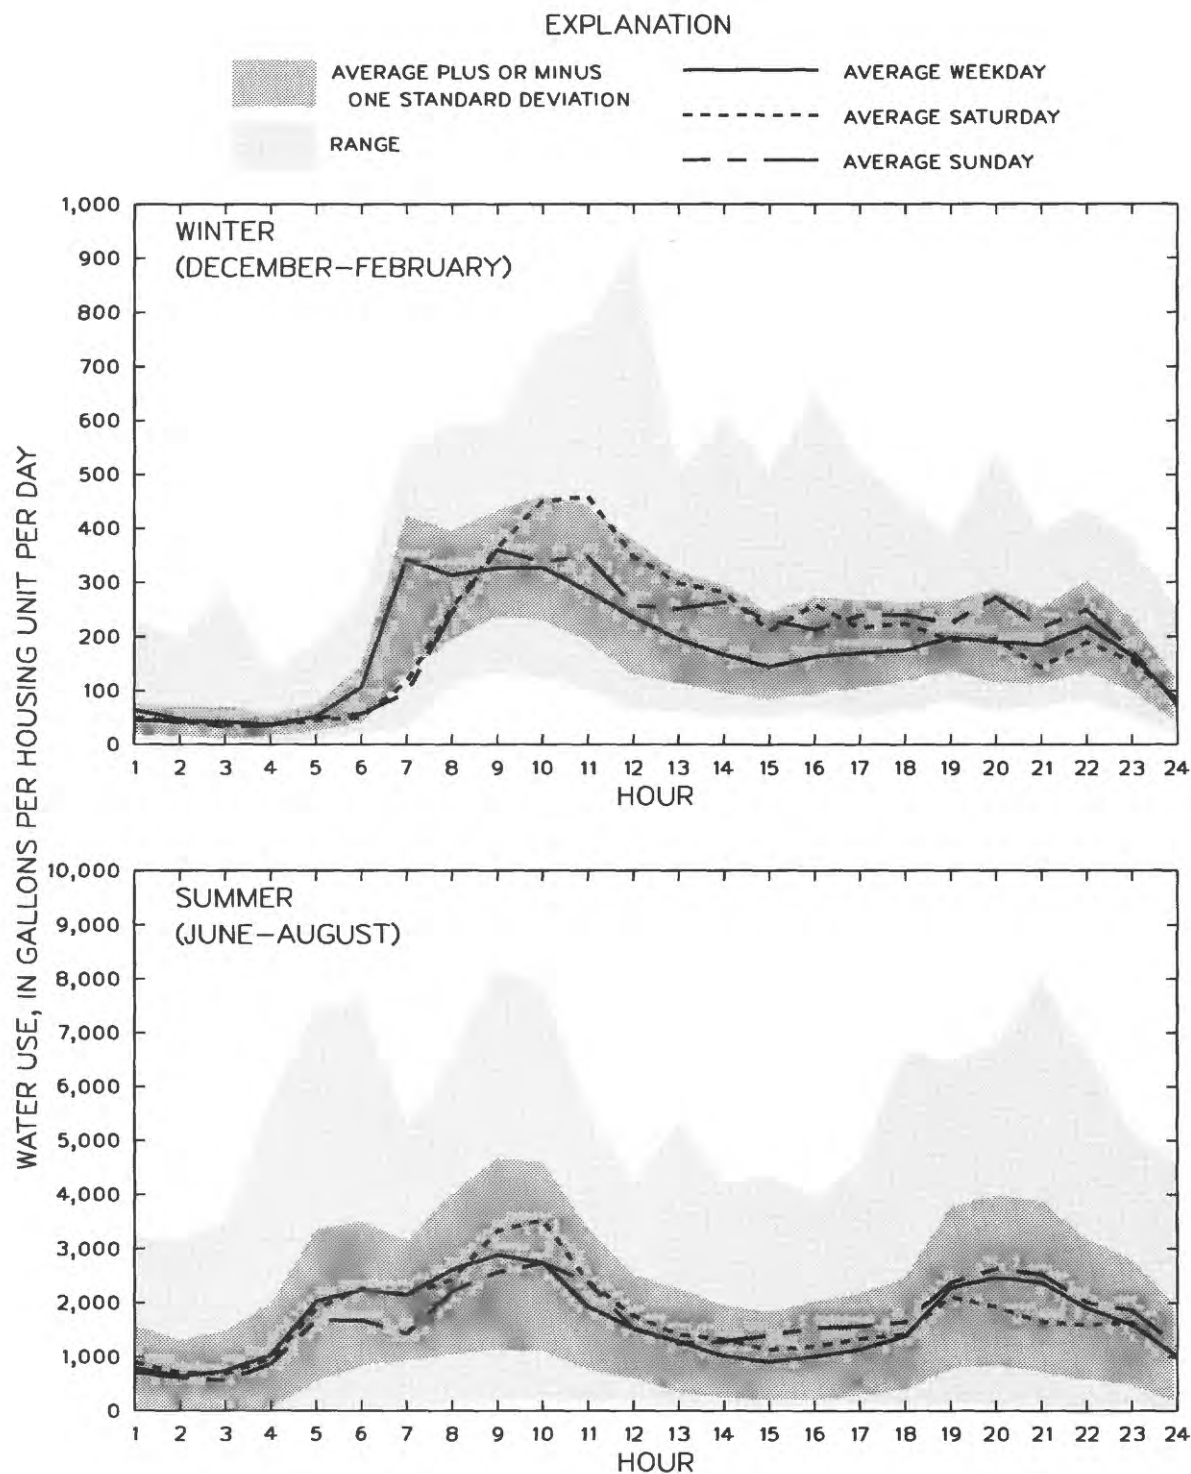 EXPLANATION
AVERAGE PLUS OR MINUS
ONE STANDARD DEVIATION
RANGE
AVERAGE WEEKDAY
AVERAGE SATURDAY
AVERAGE SUNDAY
WATER USE, IN GALLONS PER HOUSING UNIT PER DAY
1,000
900
800
700
600
500
400
300
200
100
0
WINTER
(DECEMBER–FEBRUARY)
1 2 3 4 5 6 7 8 9 10 11 12 13 14 15 16 17 18 19 20 21 22 23 24
HOUR
10,000
9,000
8,000
7,000
6,000
5,000
4,000
3,000
2,000
1,000
0
SUMMER
(JUNE–AUGUST)
1 2 3 4 5 6 7 8 9 10 11 12 13 14 15 16 17 18 19 20 21 22 23 24
HOUR